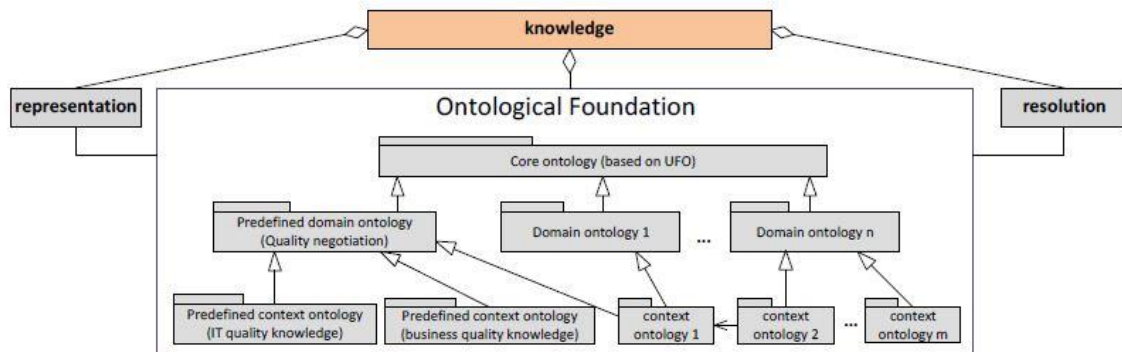 knowledge
representation
resolution
Ontological Foundation
Core ontology (based on UFO)
Predefined domain ontology
(Quality negotiation)
Domain ontology 1
...
Domain ontology n
Predefined context ontology
(IT quality knowledge)
Predefined context ontology
(business quality knowledge)
context
ontology 1
context
ontology 2
...
context
ontology m